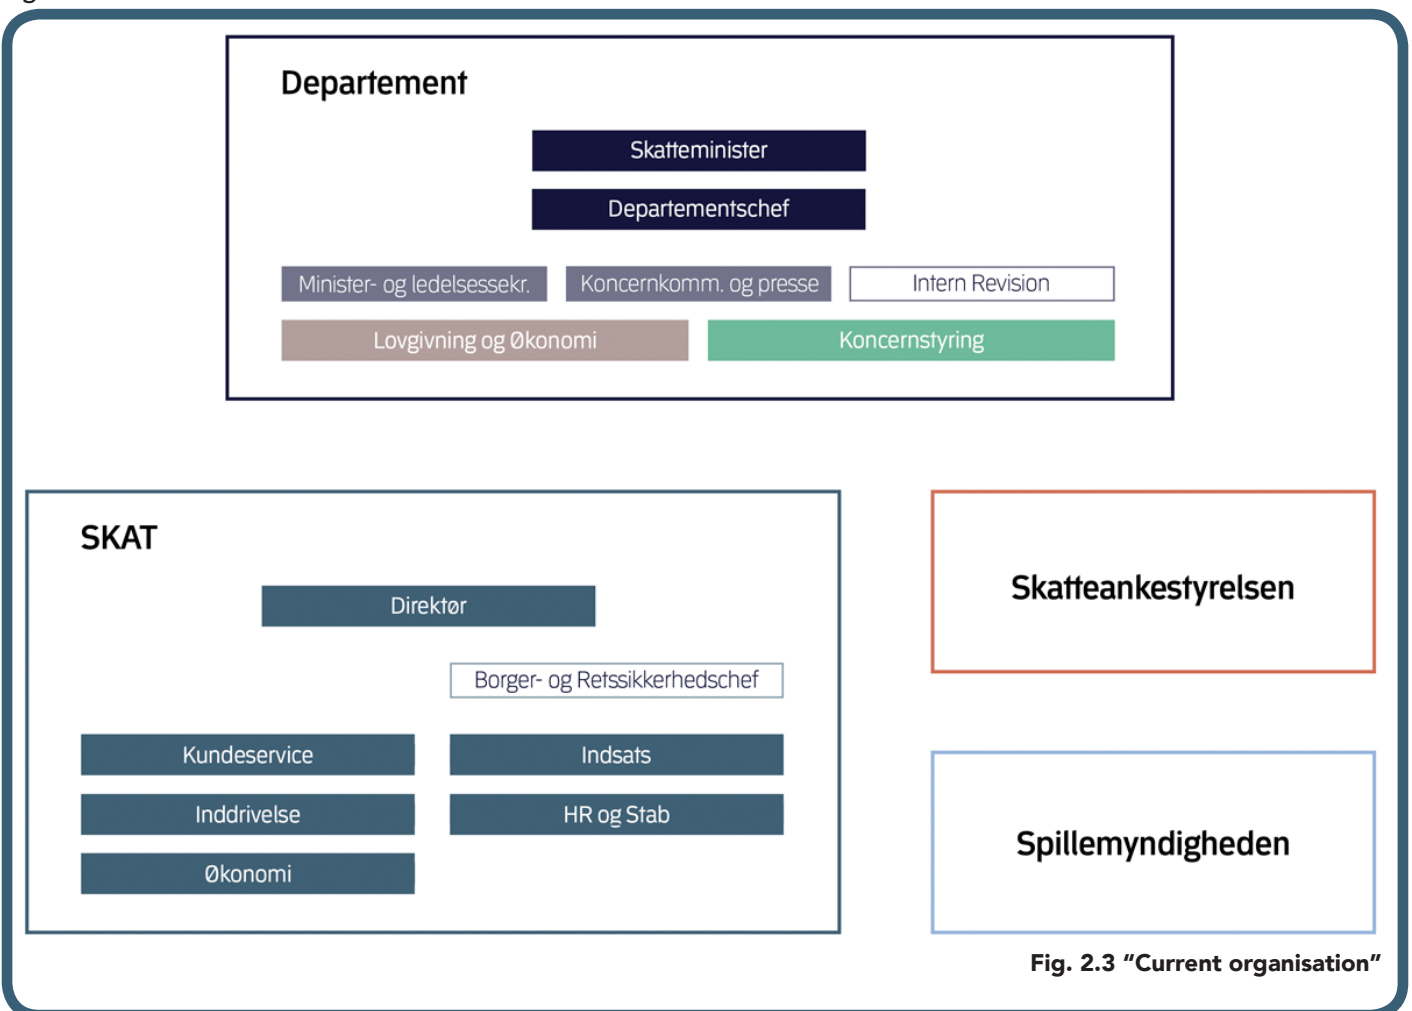 Departement
Skatteminister
Departementschef
Minister- og ledelsessekr.
Koncernkomm. og presse
Intern Revision
Lovgivning og Økonomi
Koncernstyring
SKAT
Direktør
Borger- og Retssikkerhedschef
Kundeservice
Indsats
Inddrivelse
HR og Stab
Økonomi
Skatteankestyrelsen
Spillemyndigheden
Fig. 2.3 “Current organisation”